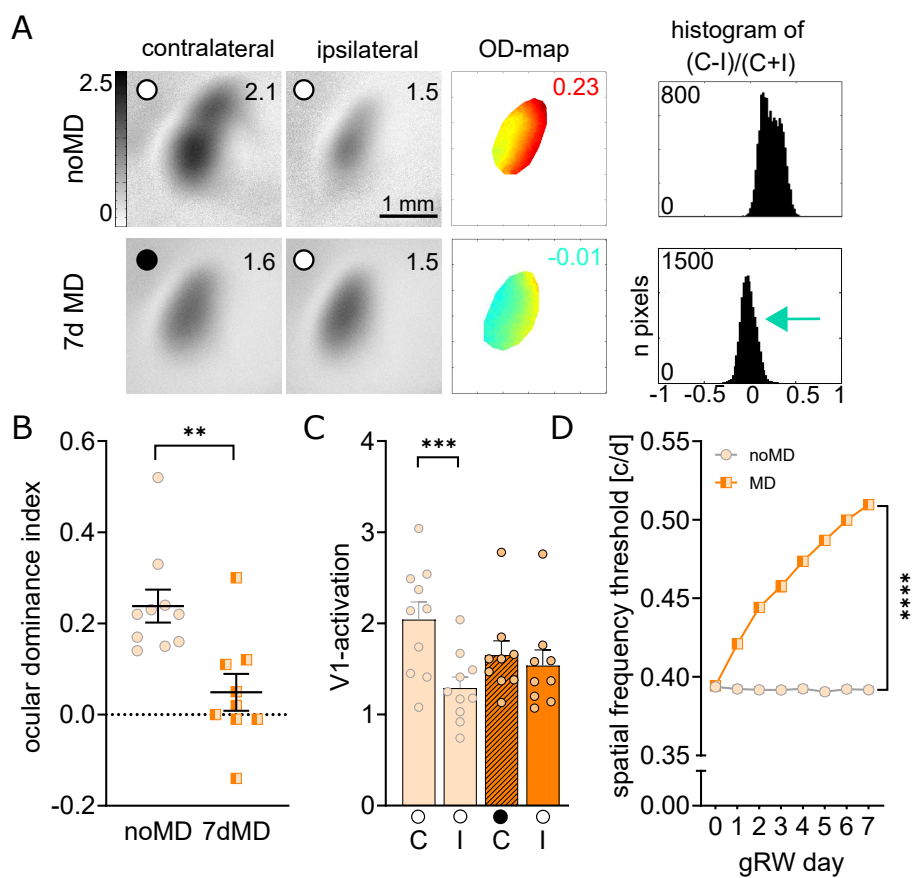 A
contralateral
ipsilateral
OD-map
histogram of
(C-I)/(C+I)
noMD
2.5
0
2.1
1.5
1 mm
0.23
800
0
7d MD
1.6
1.5
-0.01
n pixels
1500
0
-1 -0.5 0 0.5 1
B
ocular dominance index
0.6
0.4
0.2
0.0
-0.2
**
noMD 7dMD
C
V1-activation
4
3
2
1
0
***
C I C I
D
spatial frequency threshold [c/d]
0.55
0.50
0.45
0.40
0.35
0.00
noMD
MD
****
0 1 2 3 4 5 6 7
gRW day